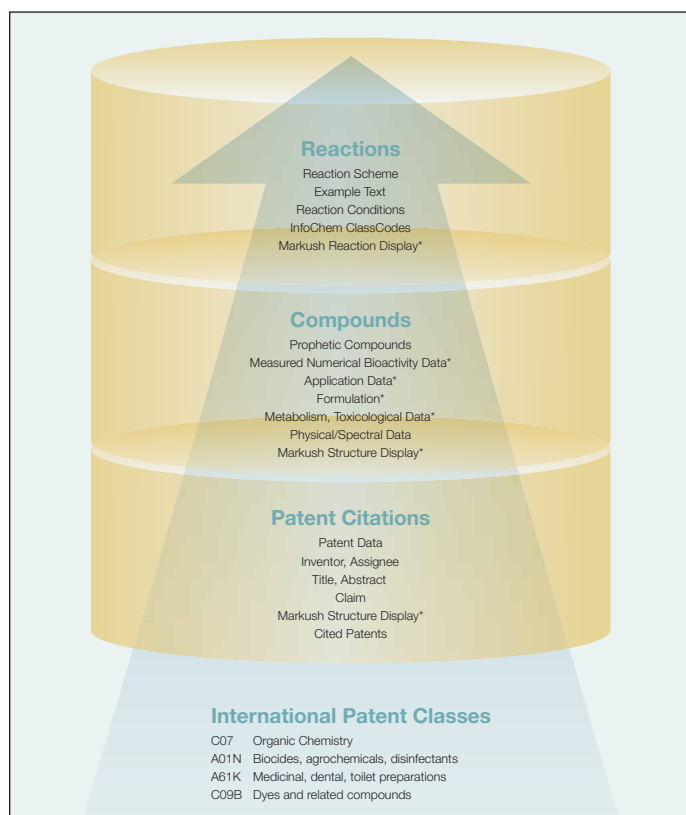 Reactions
Reaction Scheme
Example Text
Reaction Conditions
InfoChem ClassCodes
Markush Reaction Display*
Compounds
Prophetic Compounds
Measured Numerical Bioactivity Data*
Application Data*
Formulation*
Metabolism, Toxicological Data*
Physical/Spectral Data
Markush Structure Display*
Patent Citations
Patent Data
Inventor, Assignee
Title, Abstract
Claim
Markush Structure Display*
Cited Patents
International Patent Classes
C07 Organic Chemistry
A01N Biocides, agrochemicals, disinfectants
A61K Medicinal, dental, toilet preparations
C09B Dyes and related compounds